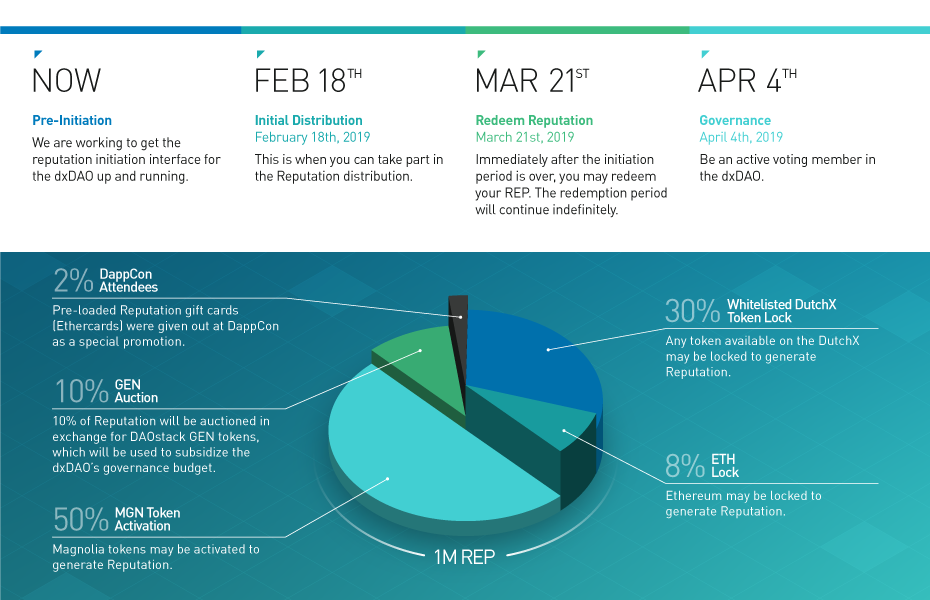 NOW
Pre-Initiation
We are working to get the
reputation initiation interface for
the dxDAO up and running.
FEB 18TH
Initial Distribution
February 18th, 2019
This is when you can take part in
the Reputation distribution.
MAR 21ST
Redeem Reputation
March 21st, 2019
Immediately after the initiation
period is over, you may redeem
your REP. The redemption period
will continue indefinitely.
APR 4TH
Governance
April 4th, 2019
Be an active voting member in
the dxDAO.
2% DappCon
Attendees
Pre-loaded Reputation gift cards
(Ethercards) were given out at DappCon
as a special promotion.
10% GEN
Auction
10% of Reputation will be auctioned in
exchange for DAOstack GEN tokens,
which will be used to subsidize the
dxDAO's governance budget.
50% MGN Token
Activation
Magnolia tokens may be activated to
generate Reputation.
1M REP
30% Whitelisted DutchX
Token Lock
Any token available on the DutchX
may be locked to generate
Reputation.
8% ETH
Lock
Ethereum may be locked to
generate Reputation.